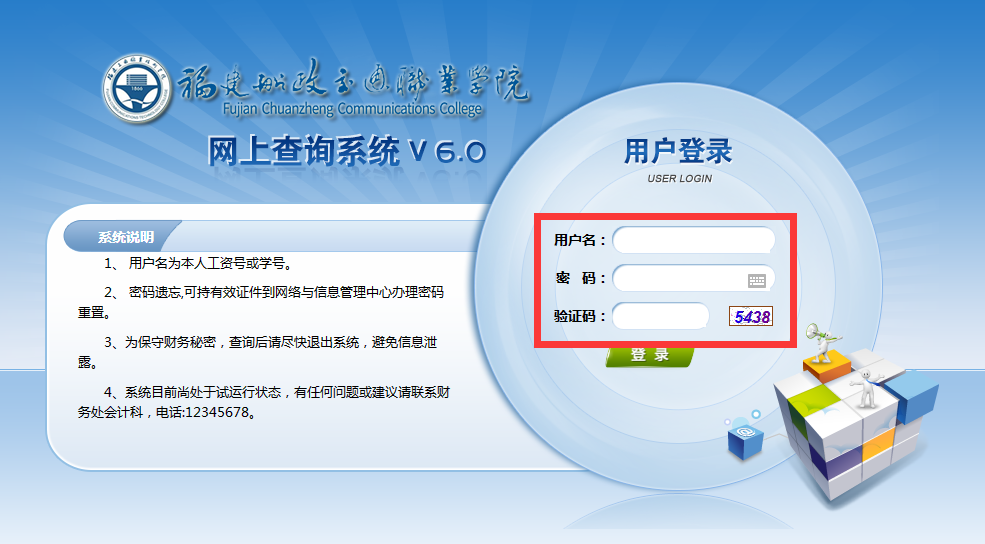 福建船政交通職業学院
Fujian Chuanzheng Communications College
网上查询系统 V 6.0
用户登录
USER LOGIN
系统说明
1、 用户名为本人工资号或学号。
2、 密码遗忘,可持有效证件到网络与信息管理中心办理密码
重置。
3、为保守财务秘密，查询后请尽快退出系统，避免信息泄
露。
4、系统目前尚处于试运行状态，有任何问题或建议请联系财
务处会计科，电话:12345678。
用户名：
密 码：
验证码：
5438
登 录
@